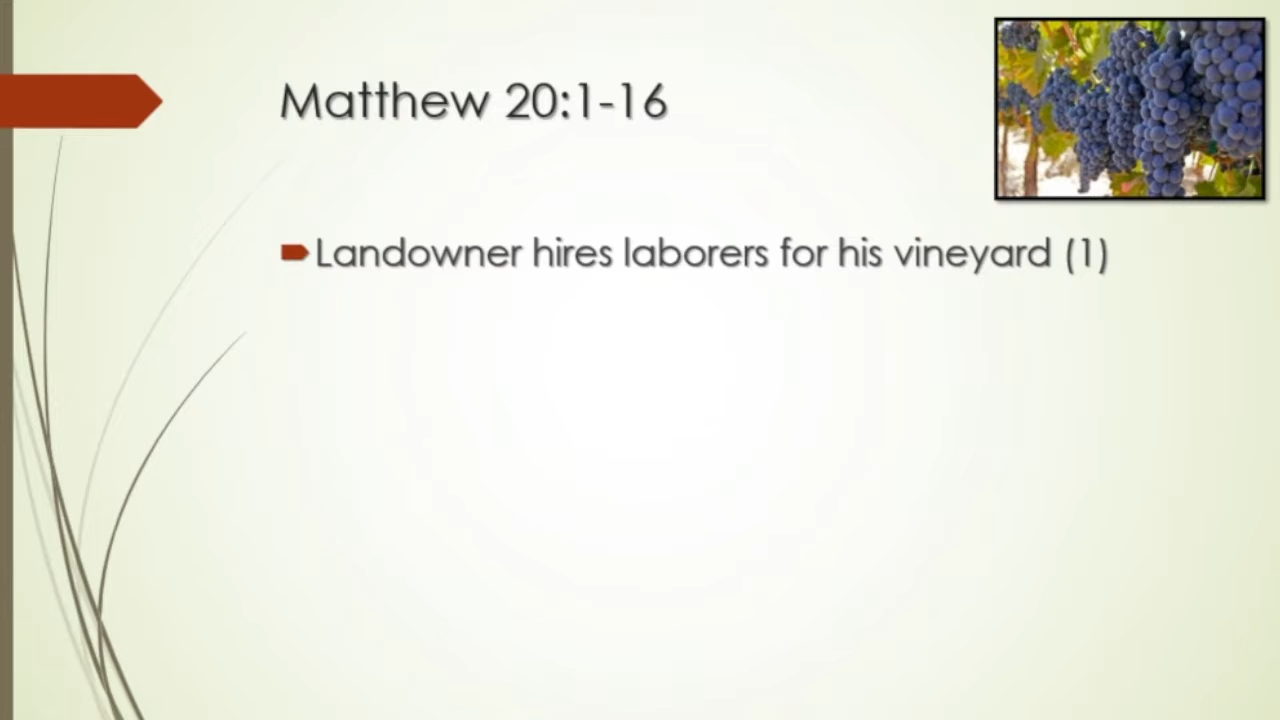 Matthew 20:1-16
Landowner hires laborers for his vineyard (1)